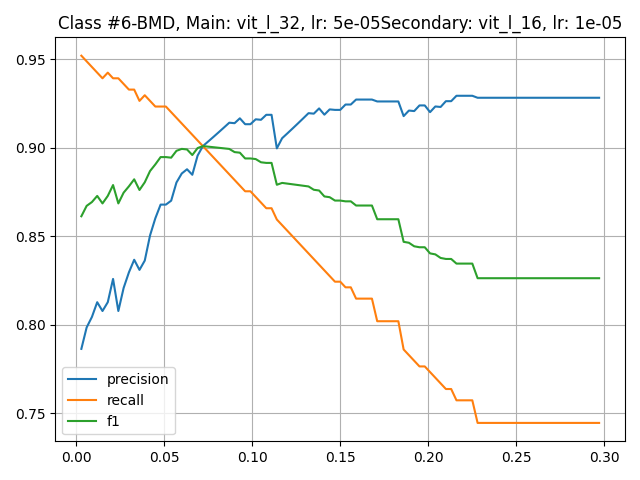 Class #6-BMD, Main: vit_l_32, lr: 5e-05Secondary: vit_l_16, lr: 1e-05
0.95
0.90
0.85
0.80
0.75
precision
recall
f1
0.00 0.05 0.10 0.15 0.20 0.25 0.30